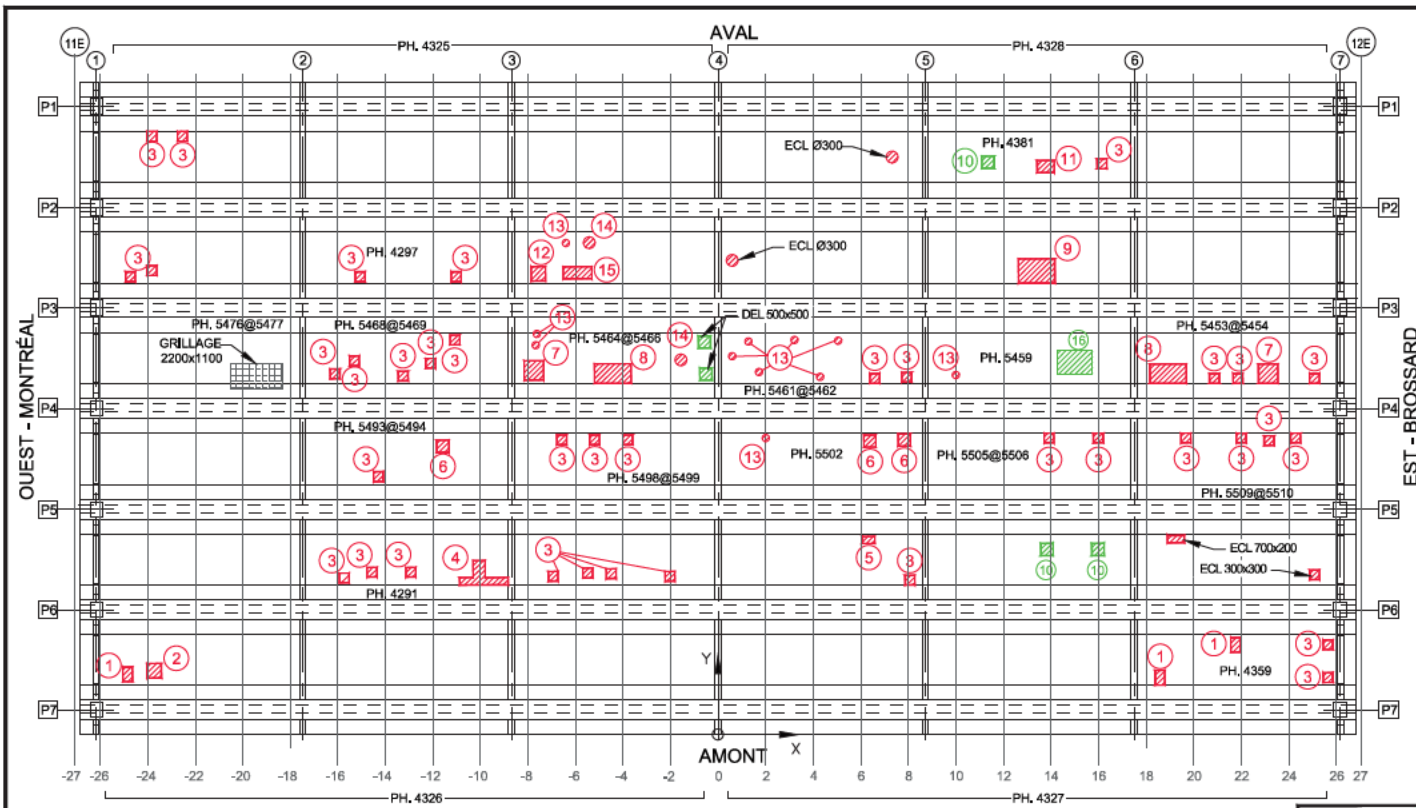 AVAL
11E
PH. 4325
PH. 4328
12E
1
2
3
4
5
6
7
P1
P1
3
3
ECL Ø300
10
PH. 4381
11
3
P2
P2
3
PH. 4297
3
3
13
14
12
15
ECL Ø300
9
P3
P3
OUEST - MONTRÉAL
EST - BROSSARD
PH. 5476@5477
GRILLAGE
2200x1100
PH. 5468@5469
3
3
3
3
3
13
PH. 5464@5466
7
8
14
DEL 500x500
13
PH. 5461@5462
3
3
13
PH. 5459
16
PH. 5453@5454
8
3
3
7
3
P4
P4
PH. 5493@5494
3
6
3
3
3
PH. 5498@5499
13
PH. 5502
6
6
PH. 5505@5506
3
3
3
3
3
3
PH. 5509@5510
P5
P5
3
3
3
4
PH. 4291
3
5
3
10
10
ECL 700x200
ECL 300x300
P6
P6
1
2
1
1
3
PH. 4359
3
Y
P7
P7
AMONT
X
-27 -26 -24 -22 -20 -18 -16 -14 -12 -10 -8 -6 -4 -2 0 2 4 6 8 10 12 14 16 18 20 22 24 26 27
PH. 4326
PH. 4327